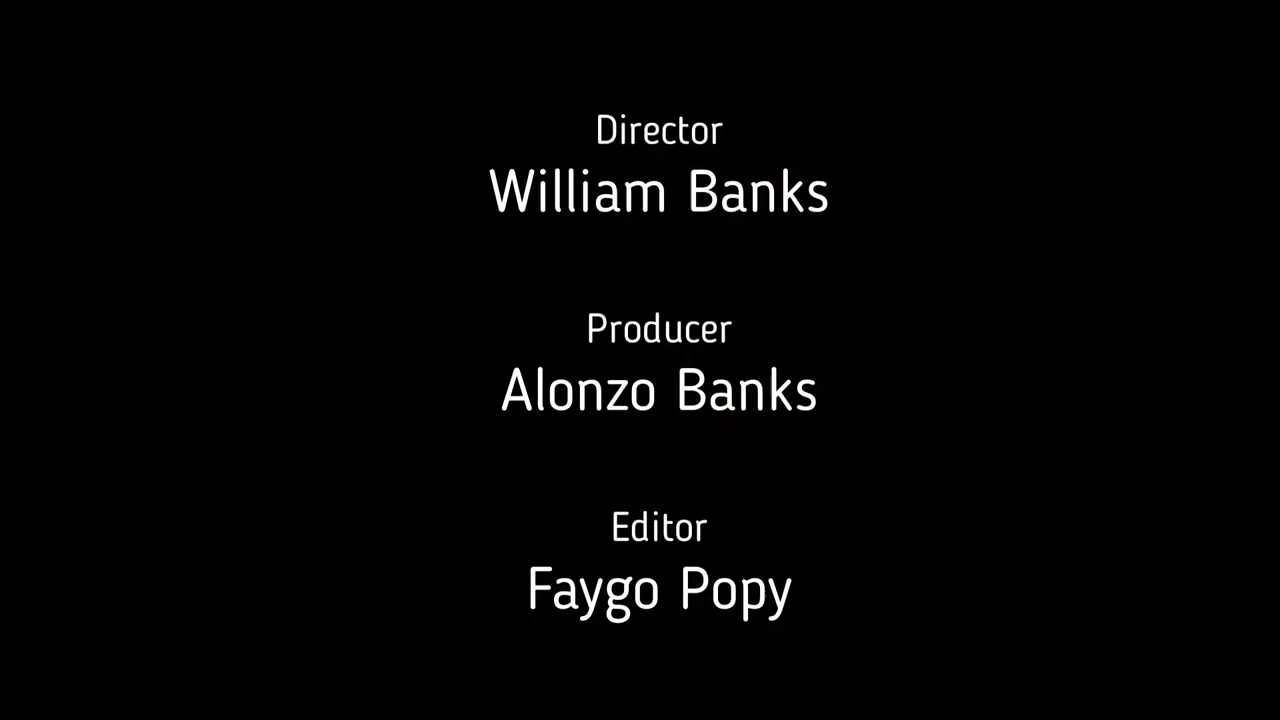 Director
William Banks
Producer
Alonzo Banks
Editor
Faygo Popy